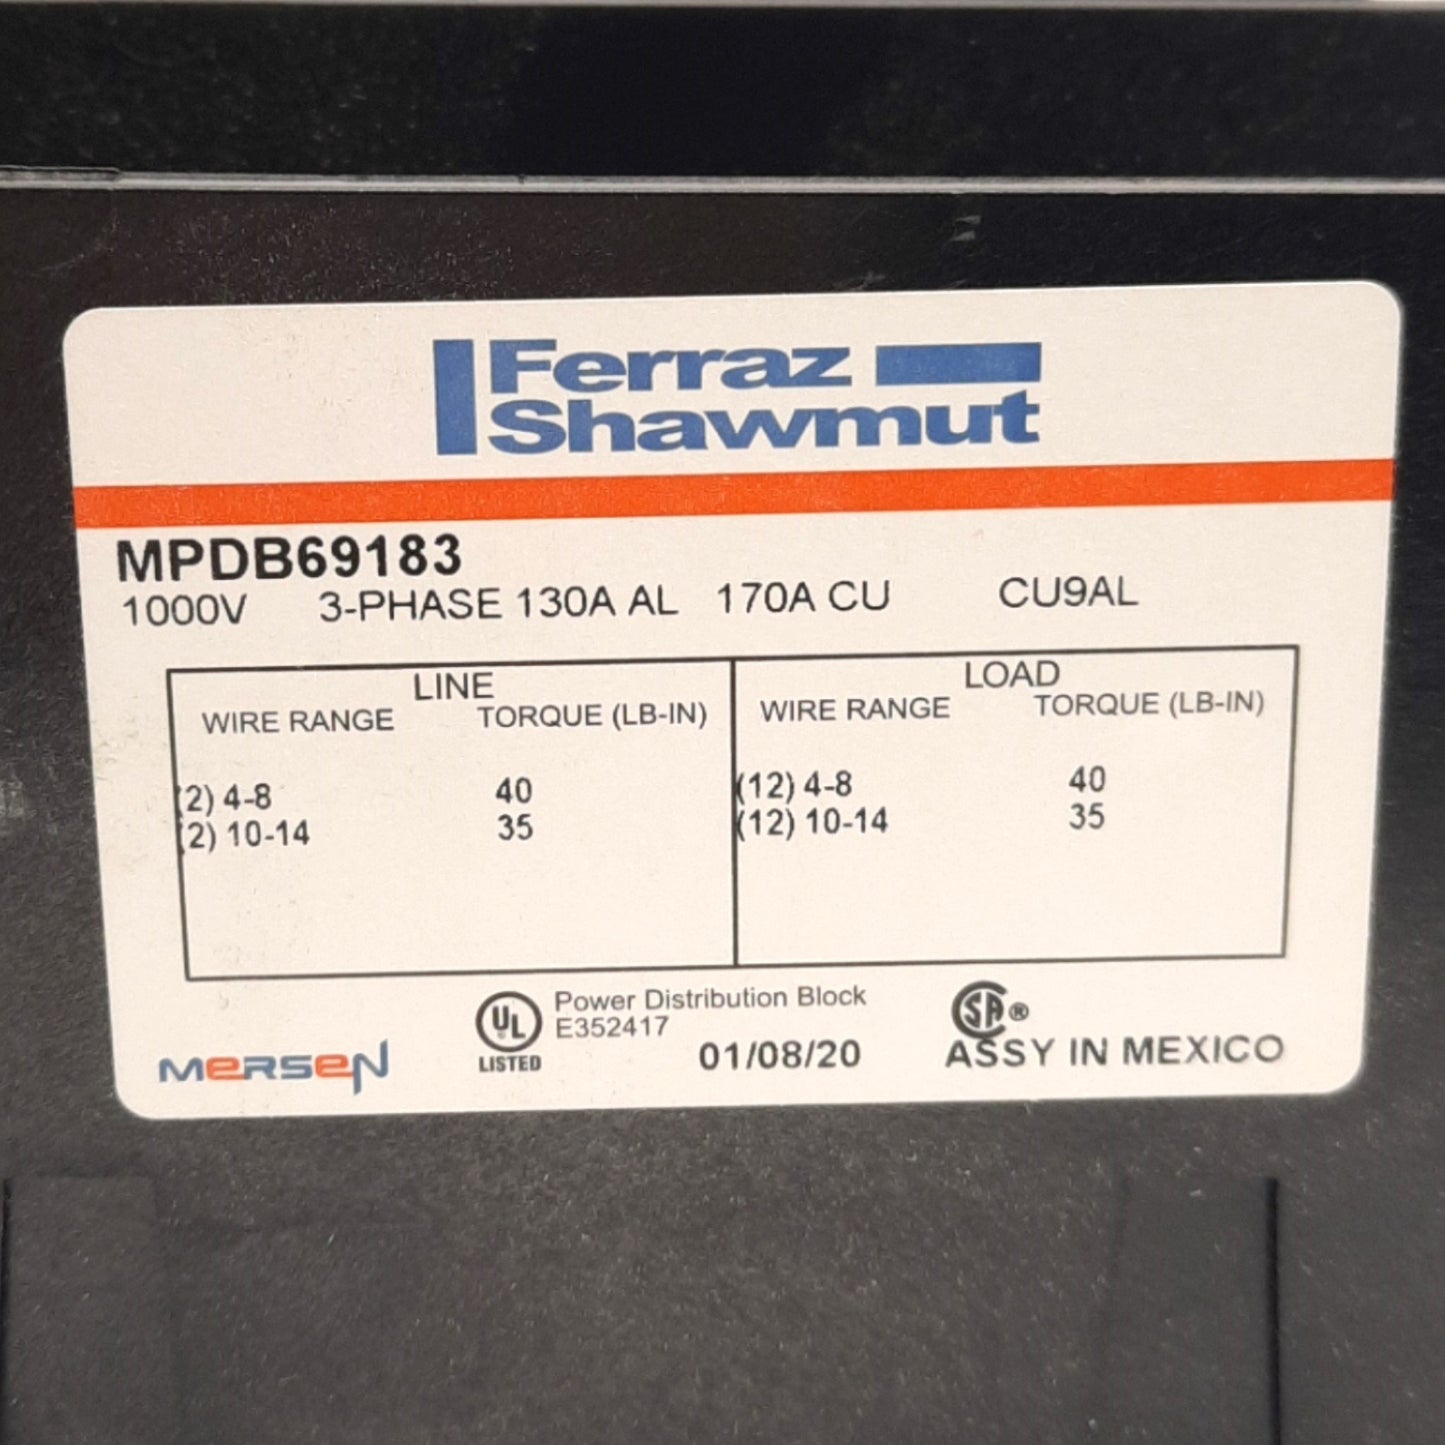 Ferraz
Shawmut
MPDB69183
1000V 3-PHASE 130A AL 170A CU CU9AL
LINE LOAD
WIRE RANGE TORQUE (LB-IN) WIRE RANGE TORQUE (LB-IN)
(2) 4-8 40 (12) 4-8 40
(2) 10-14 35 (12) 10-14 35
UL LISTED Power Distribution Block
E352417
SA ®
MERSEN 01/08/20 ASSY IN MEXICO